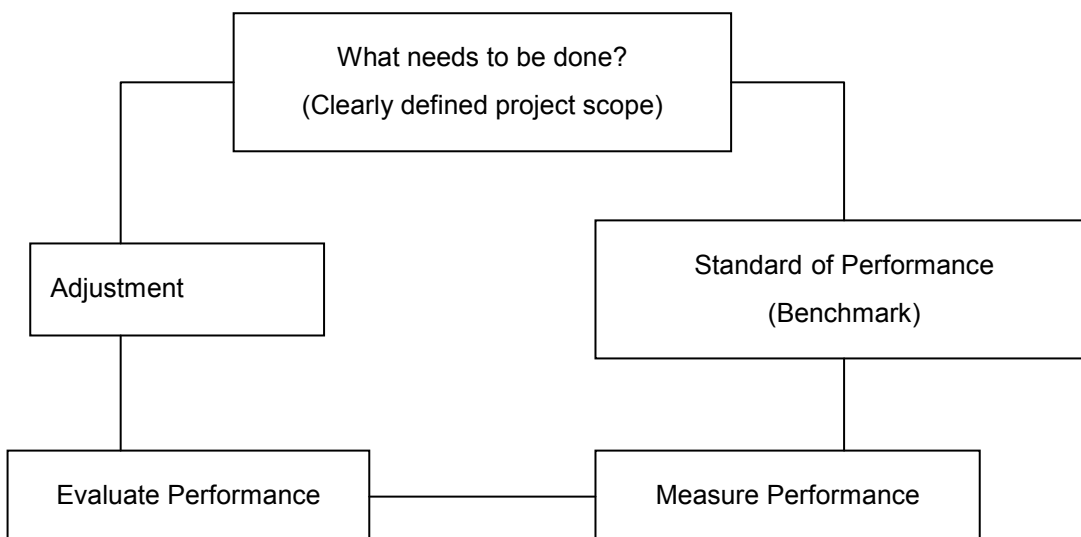 What needs to be done?
(Clearly defined project scope)
Adjustment
Standard of Performance
(Benchmark)
Evaluate Performance
Measure Performance